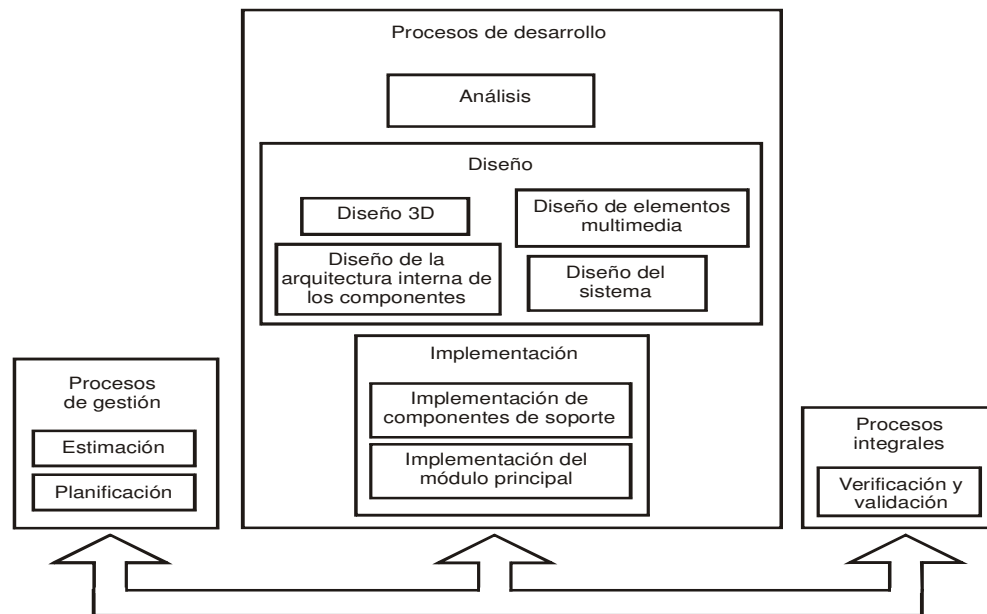 Procesos de desarrollo
Análisis
Diseño
Diseño 3D
Diseño de elementos
multimedia
Diseño de la
arquitectura interna de
los componentes
Diseño del
sistema
Implementación
Implementación de
componentes de soporte
Implementación del
módulo principal
Procesos
de gestión
Estimación
Planificación
Procesos
integrales
Verificación y
validación